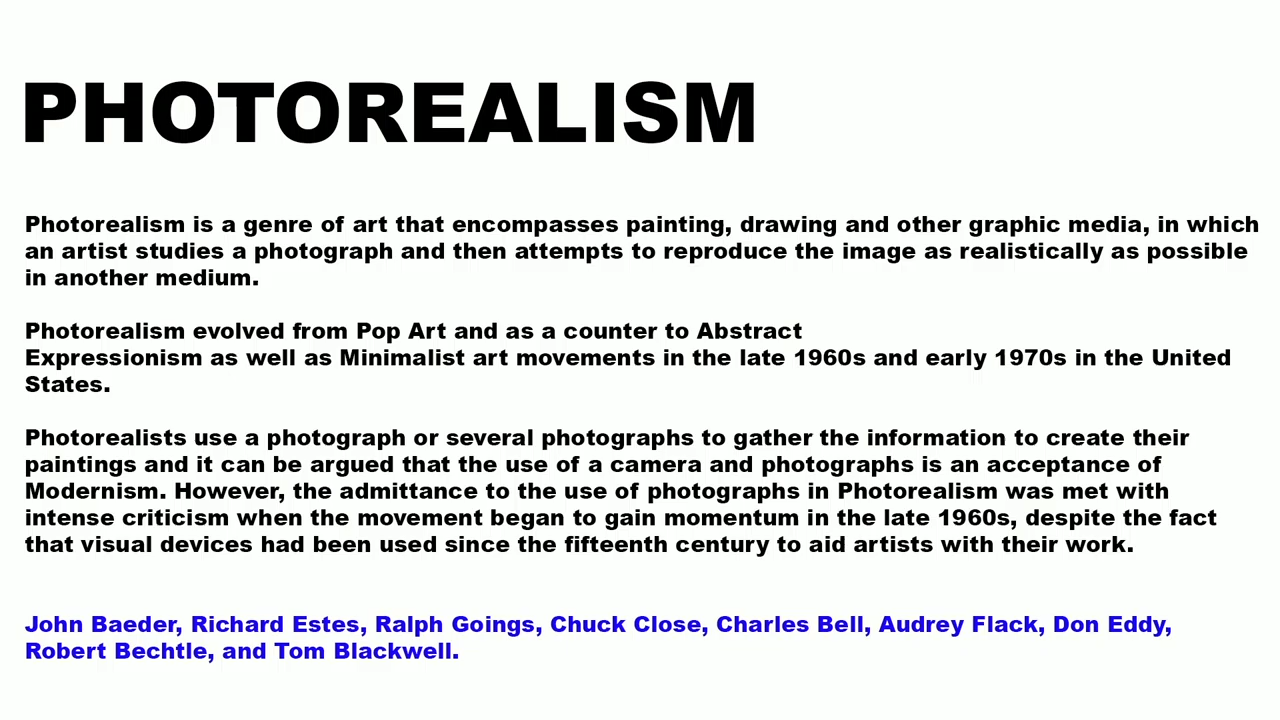 PHOTOREALISM
Photorealism is a genre of art that encompasses painting, drawing and other graphic media, in which
an artist studies a photograph and then attempts to reproduce the image as realistically as possible
in another medium.
Photorealism evolved from Pop Art and as a counter to Abstract
Expressionism as well as Minimalist art movements in the late 1960s and early 1970s in the United
States.
Photorealists use a photograph or several photographs to gather the information to create their
paintings and it can be argued that the use of a camera and photographs is an acceptance of
Modernism. However, the admittance to the use of photographs in Photorealism was met with
intense criticism when the movement began to gain momentum in the late 1960s, despite the fact
that visual devices had been used since the fifteenth century to aid artists with their work.
John Baeder, Richard Estes, Ralph Goings, Chuck Close, Charles Bell, Audrey Flack, Don Eddy,
Robert Bechtle, and Tom Blackwell.